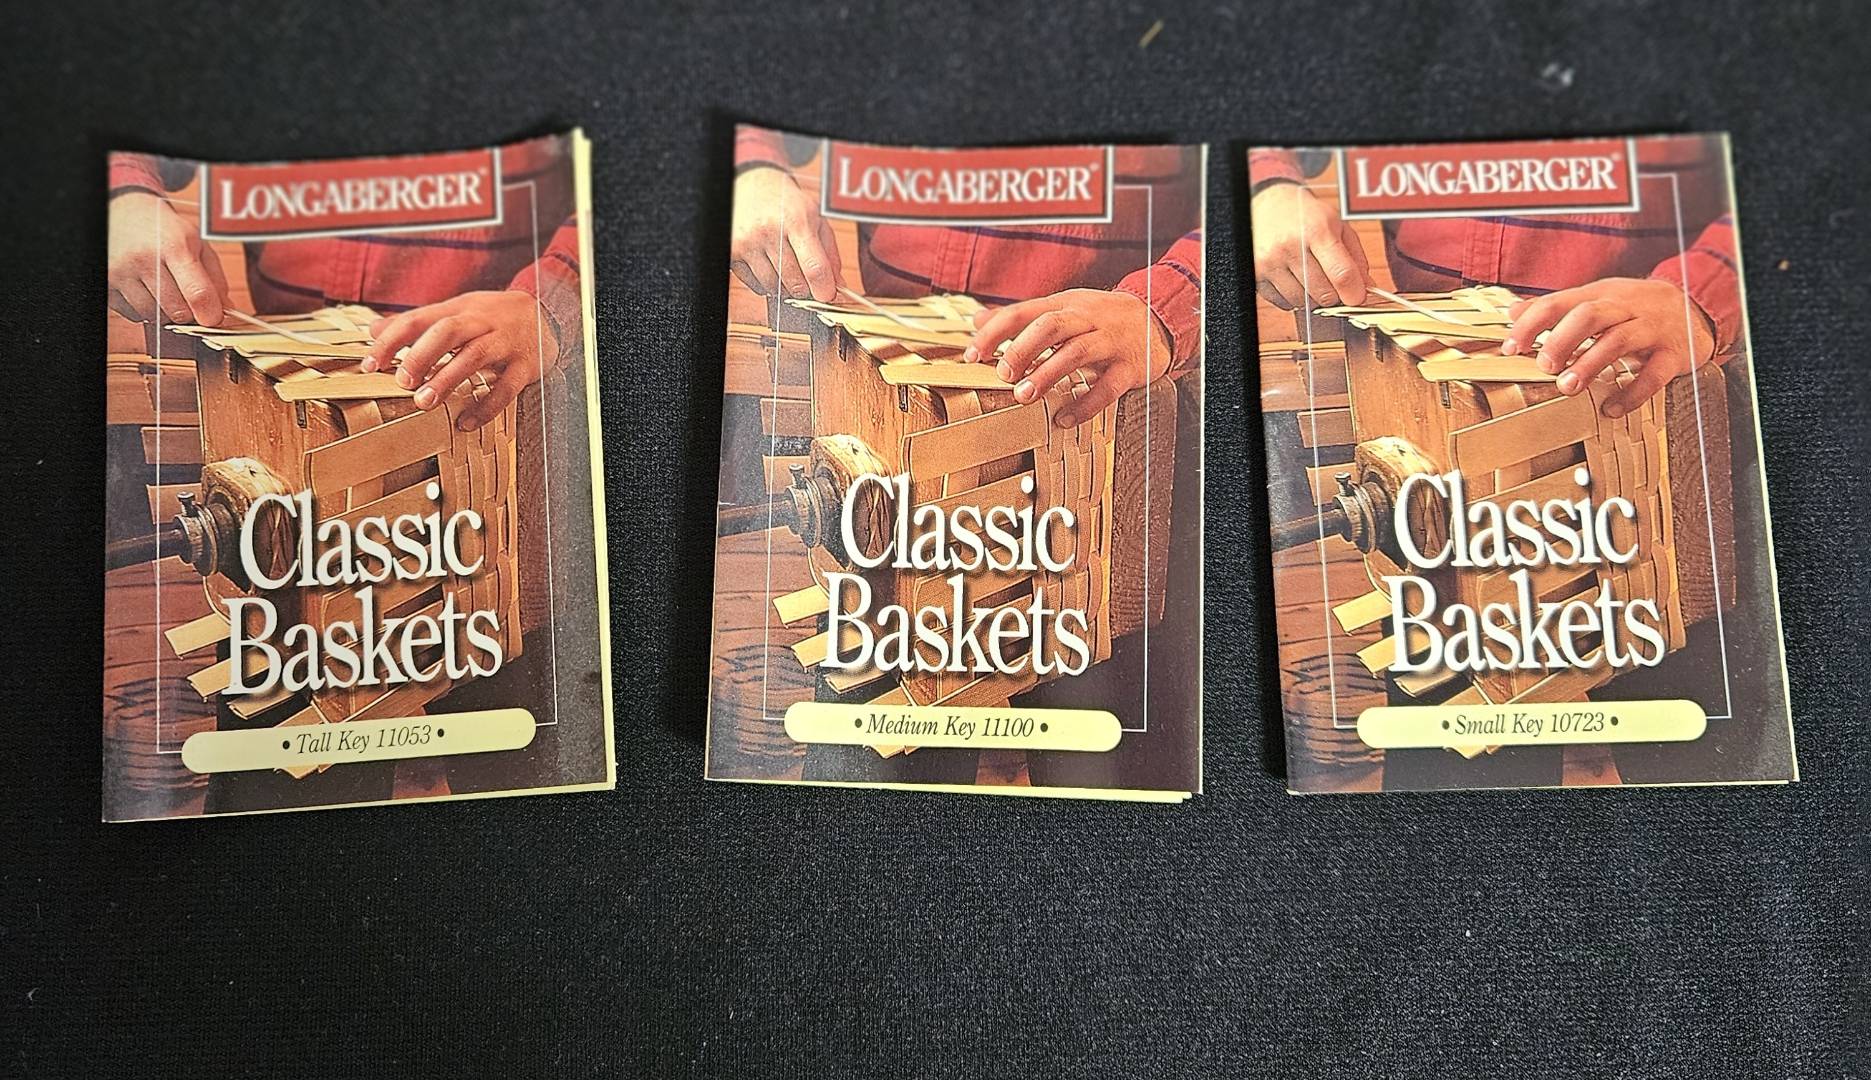 LONGABERGER®
Classic
Baskets
• Tall Key 11053 •
LONGABERGER®
Classic
Baskets
• Medium Key 11100 •
LONGABERGER®
Classic
Baskets
• Small Key 10723 •